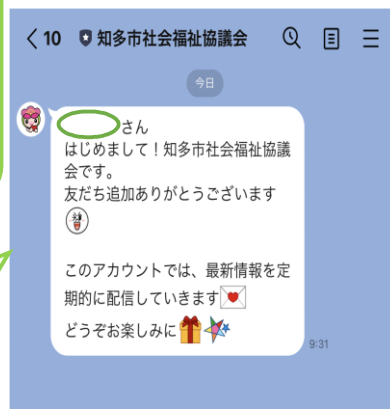 10 知多市社会福祉協議会
今日
さん
はじめまして！知多市社会福祉協議
会です。
友だち追加ありがとうございます
このアカウントでは、最新情報を定
期的に配信していきます
どうぞお楽しみに
9:31